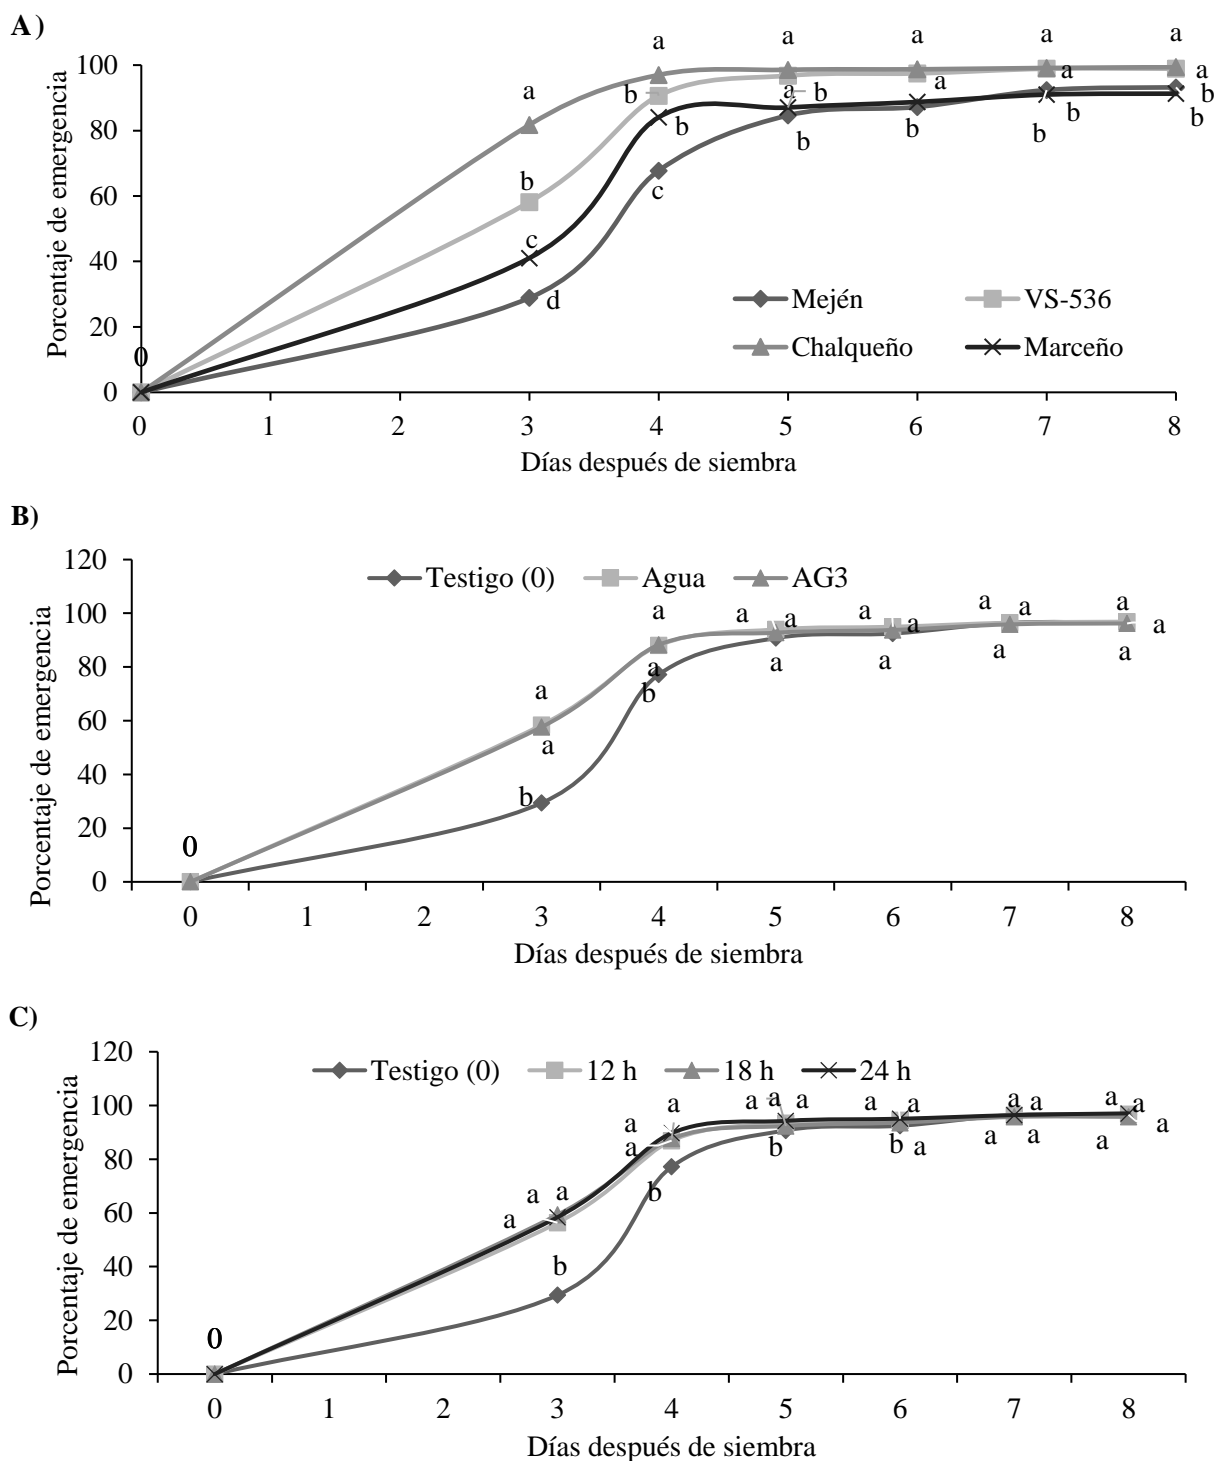 A)
a a a a a
100 a a a
a b a b b
80 b b b b b
b c
60
c
40
d Mején VS-536
20 Chalqueño Marceño
0
0
0 1 2 3 4 5 6 7 8
Días después de siembra
Porcentaje de emergencia
B)
120
Testigo (0) Agua AG3
100 a a a a a a a a a
80 a a a a a
a b
60 a
40
b
20
0
0
0 1 2 3 4 5 6 7 8
Días después de siembra
Porcentaje de emergencia
C)
120
Testigo (0) 12 h 18 h 24 h
100 a a a a a a a a a a a
a a a b b a a a a
80
b
60 a a a
40 b
20
0
0
0 1 2 3 4 5 6 7 8
Días después de siembra
Porcentaje de emergencia